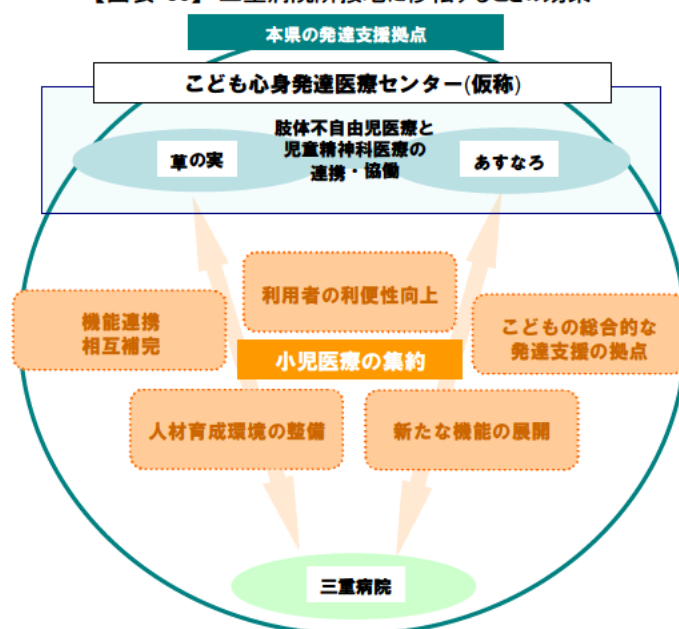 本県の発達支援拠点
こども心身発達医療センター(仮称)
肢体不自由児医療と
児童精神科医療の
連携・協働
草の実
あすなろ
利用者の利便性向上
機能連携
相互補完
こどもの総合的な
発達支援の拠点
小児医療の集約
人材育成環境の整備
新たな機能の展開
三重病院